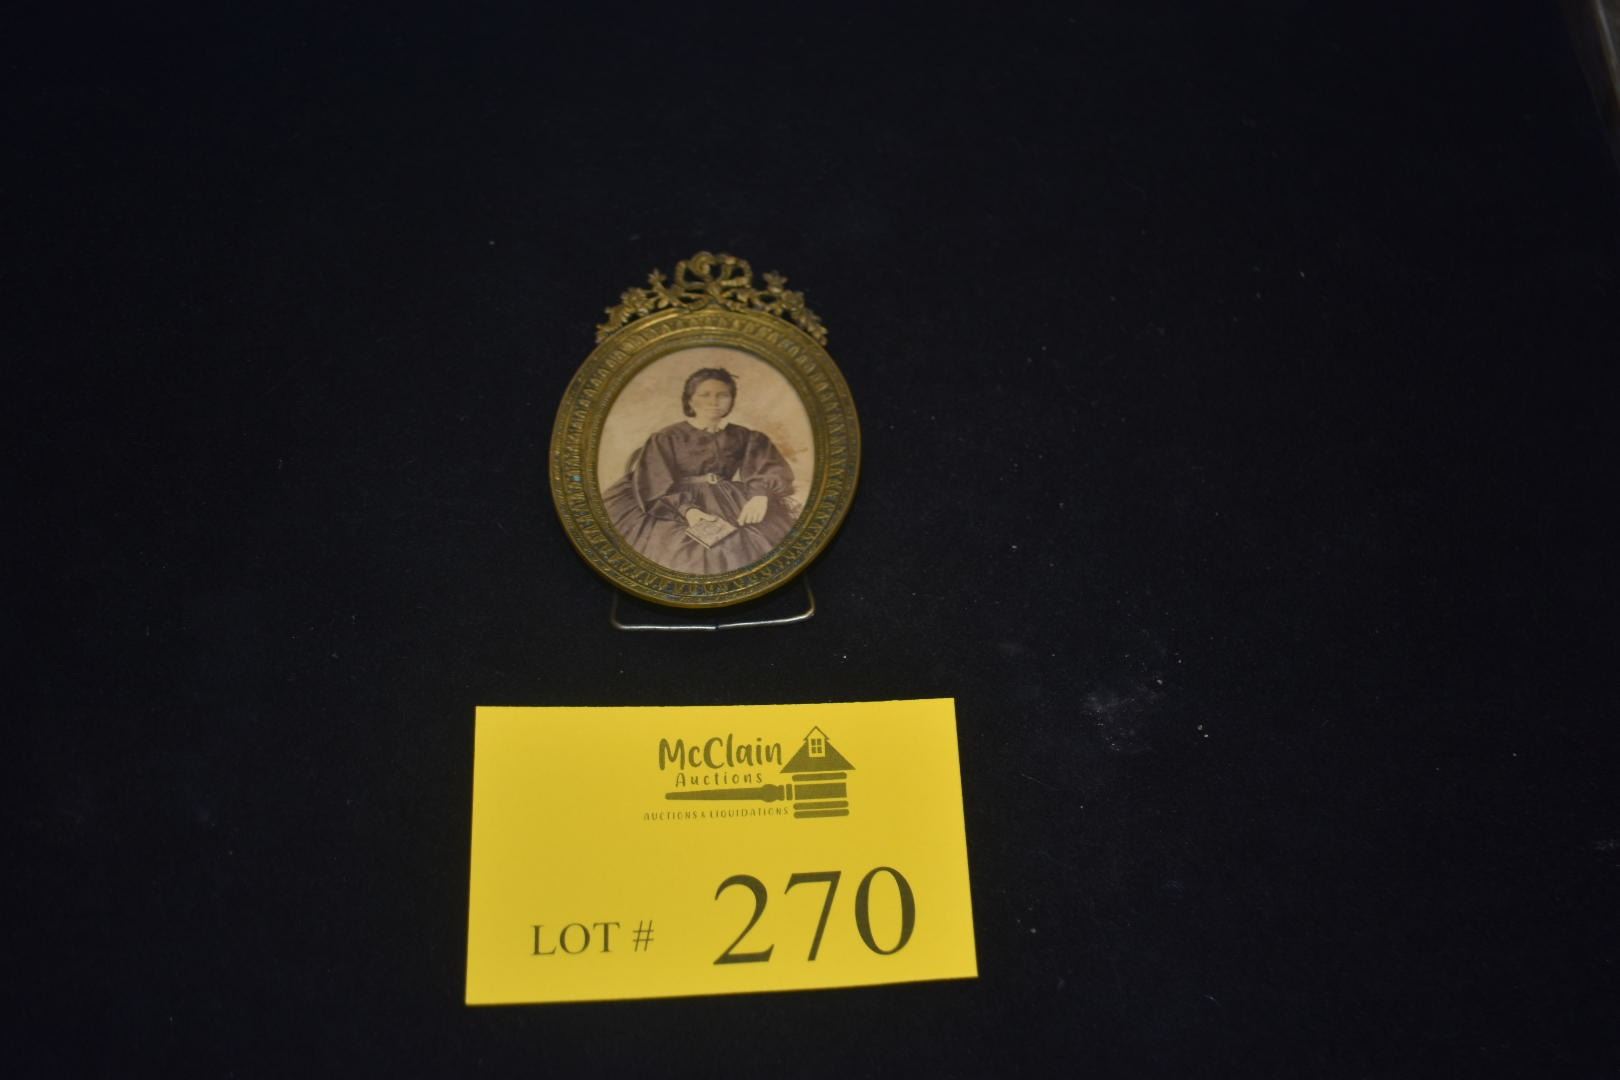 McClain
Auctions
AUCTIONS & LIQUIDATIONS
LOT # 270